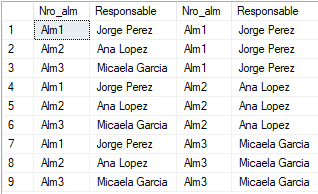 Nro_alm Responsable Nro_alm Responsable
1 Alm1 Jorge Perez Alm1 Jorge Perez
2 Alm2 Ana Lopez Alm1 Jorge Perez
3 Alm3 Micaela Garcia Alm1 Jorge Perez
4 Alm1 Jorge Perez Alm2 Ana Lopez
5 Alm2 Ana Lopez Alm2 Ana Lopez
6 Alm3 Micaela Garcia Alm2 Ana Lopez
7 Alm1 Jorge Perez Alm3 Micaela Garcia
8 Alm2 Ana Lopez Alm3 Micaela Garcia
9 Alm3 Micaela Garcia Alm3 Micaela Garcia